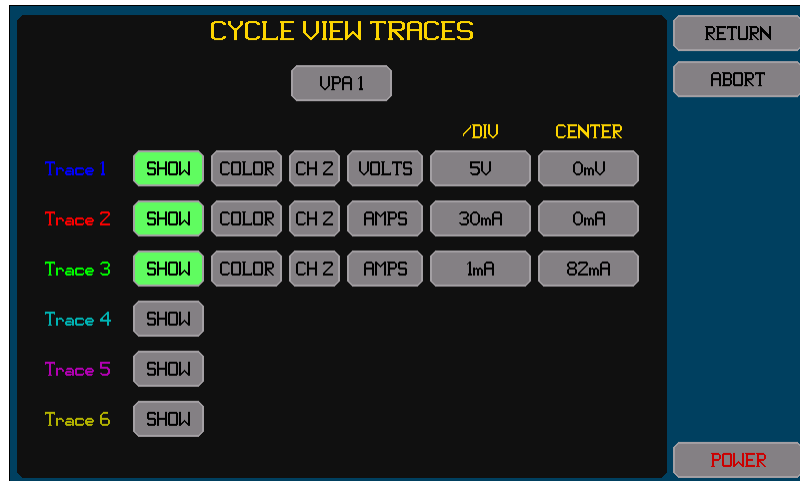 CYCLE VIEW TRACES
RETURN
VPA 1
ABORT
/DIV CENTER
Trace 1 SHOW COLOR CH 2 VOLTS 5V 0mV
Trace 2 SHOW COLOR CH 2 AMPS 30mA 0mA
Trace 3 SHOW COLOR CH 2 AMPS 1mA 82mA
Trace 4 SHOW
Trace 5 SHOW
Trace 6 SHOW
POWER